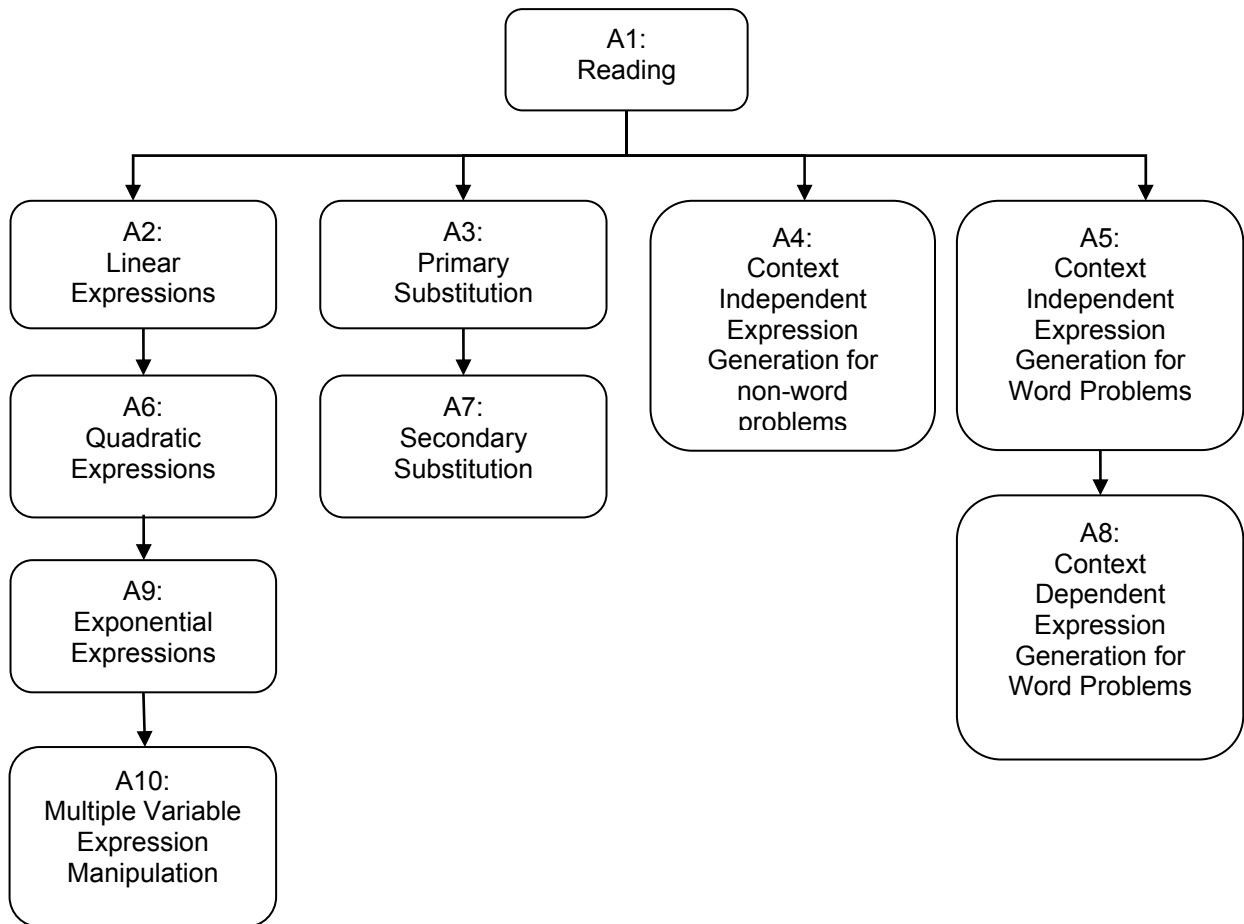 A1:
Reading
A2:
Linear
Expressions
A3:
Primary
Substitution
A4:
Context
Independent
Expression
Generation for
non-word
problems
A5:
Context
Independent
Expression
Generation for
Word Problems
A6:
Quadratic
Expressions
A7:
Secondary
Substitution
A8:
Context
Dependent
Expression
Generation for
Word Problems
A9:
Exponential
Expressions
A10:
Multiple Variable
Expression
Manipulation